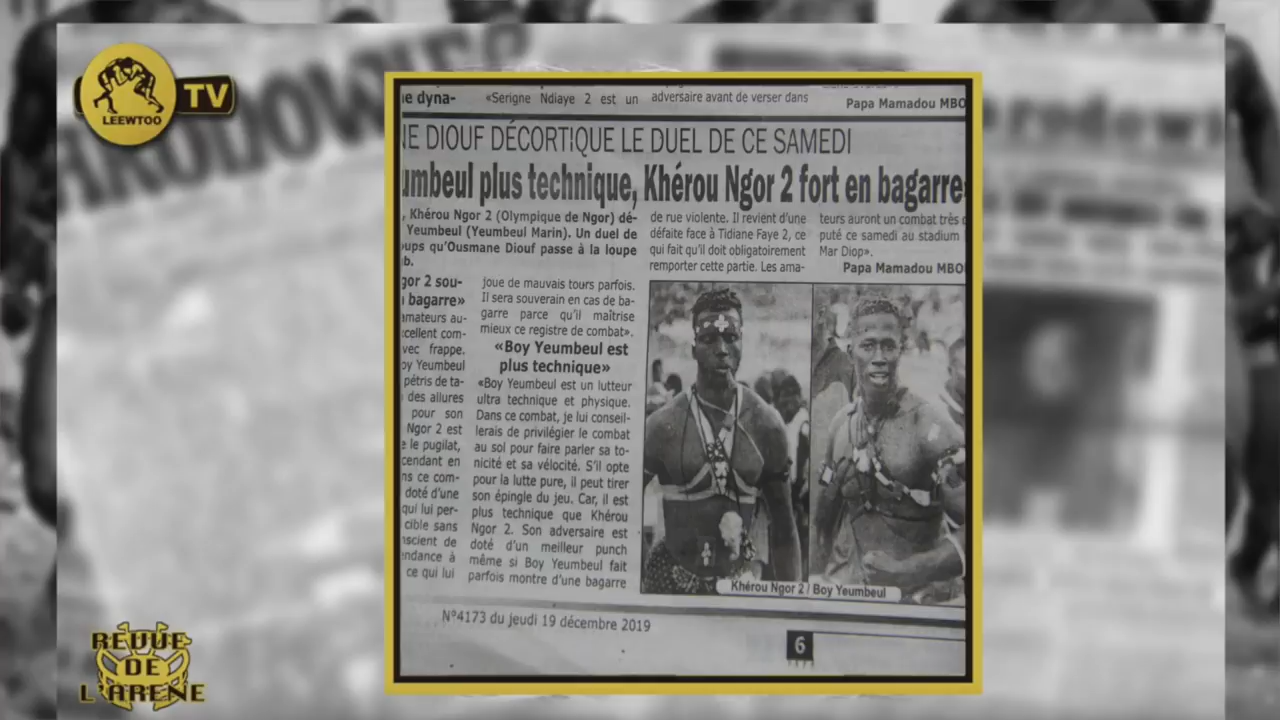 LEEWTOO
TV
e dyna-
«Serigne Ndiaye 2 est un
adversaire avant de verser dans
Papa Mamadou MBO
NE DIOUF DÉCORTIQUE LE DUEL DE CE SAMEDI
umbeul plus technique, Khérou Ngor 2 fort en bagarre
, Khérou Ngor 2 (Olympique de Ngor) dé-
Yeumbeul (Yeumbeul Marin). Un duel de
oups qu'Ousmane Diouf passe à la loupe
b.
gor 2 sou-
bagarre»
amateurs au-
cellent com-
vec frappe.
oy Yeumbeul
pétris de ta-
des allures
pour son
Ngor 2 est
e le pugilat,
cendant en
ns ce com-
doté d'une
qui lui per-
cible sans
nscient de
ndance à
ce qui lui
joue de mauvais tours parfois.
Il sera souverain en cas de ba-
garre parce qu'il maîtrise
mieux ce registre de combat».
«Boy Yeumbeul est
plus technique»
«Boy Yeumbeul est un lutteur
ultra technique et physique.
Dans ce combat, je lui conseil-
lerais de privilégier le combat
au sol pour faire parler sa to-
nicité et sa vélocité. S'il opte
pour la lutte pure, il peut tirer
son épingle du jeu. Car, il est
plus technique que Khérou
Ngor 2. Son adversaire est
doté d'un meilleur punch
même si Boy Yeumbeul fait
parfois montre d'une bagarre
de rue violente. Il revient d'une
défaite face à Tidiane Faye 2, ce
qui fait qu'il doit obligatoirement
remporter cette partie. Les ama-
teurs auront un combat très d
puté ce samedi au stadium
Mar Diop».
Papa Mamadou MBO
Khérou Ngor 2 / Boy Yeumbeul
N°4173 du jeudi 19 décembre 2019
6
REVUE
DE
L'ARENE